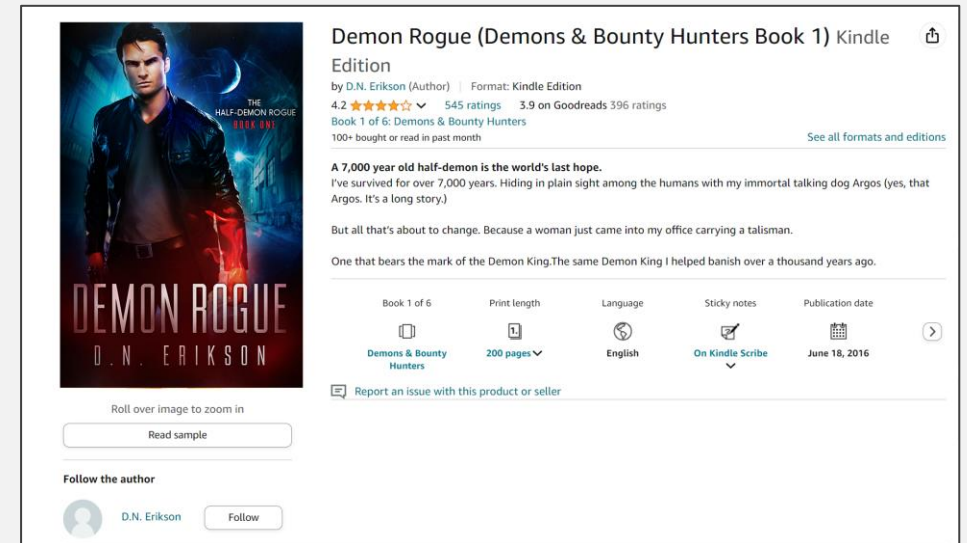 THE
HALF-DEMON ROGUE
BOOK ONE
DEMON ROGUE
D.N. ERIKSON
Roll over image to zoom in
Read sample
Follow the author
D.N. Erikson
Follow
Demon Rogue (Demons & Bounty Hunters Book 1) Kindle
Edition
by D.N. Erikson (Author) | Format: Kindle Edition
4.2 545 ratings 3.9 on Goodreads 396 ratings
Book 1 of 6: Demons & Bounty Hunters
100+ bought or read in past month
See all formats and editions
A 7,000 year old half-demon is the world's last hope.
I've survived for over 7,000 years. Hiding in plain sight among the humans with my immortal talking dog Argos (yes, that
Argos. It's a long story.)
But all that's about to change. Because a woman just came into my office carrying a talisman.
One that bears the mark of the Demon King.The same Demon King I helped banish over a thousand years ago.
Book 1 of 6
Demons & Bounty
Hunters
Print length
1.
200 pages
Language
English
Sticky notes
On Kindle Scribe
Publication date
June 18, 2016
Report an issue with this product or seller